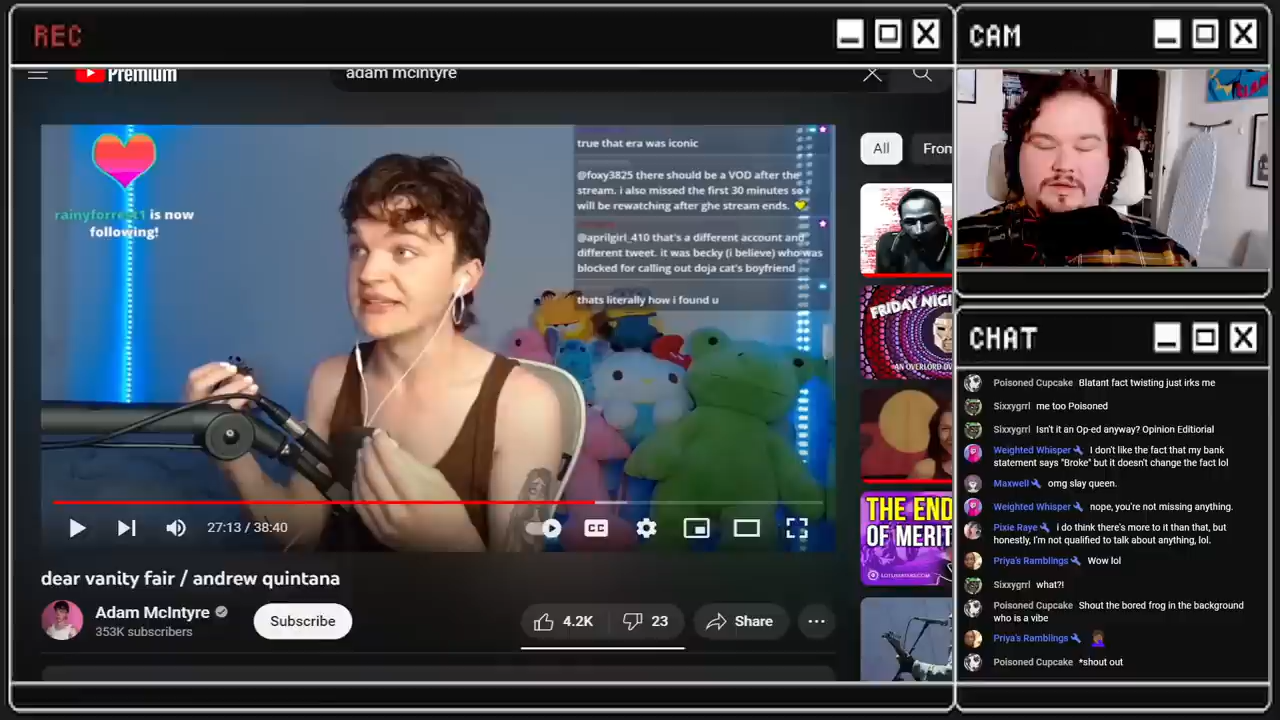 REC
CAM
Premium
adam mcintyre
true that era was iconic
@foxy3825 there should be a VOD after the
stream. i also missed the first 30 minutes so i
will be rewatching after ghe stream ends. 💛
@aprilgirl_410 that's a different account and
different tweet. it was becky (i believe) who was
blocked for calling out doja cat's boyfriend
thats literally how i found u
is now
following!
All
From
FRIDAY NIG
AN OVERLORD DV
THE END
OF MERIT
LOTUSEATERS.COM
27:13 / 38:40
CC
dear vanity fair / andrew quintana
Adam McIntyre
353K subscribers
Subscribe
4.2K
23
Share
CHAT
Poisoned Cupcake Blatant fact twisting just irks me
Sixxygrrl me too Poisoned
Sixxygrrl Isn't it an Op-ed anyway? Opinion Editiorial
Weighted Whisper I don't like the fact that my bank
statement says "Broke" but it doesn't change the fact lol
Maxwell omg slay queen.
Weighted Whisper nope, you're not missing anything.
Pixie Raye i do think there's more to it than that, but
honestly, I'm not qualified to talk about anything, lol.
Priya's Ramblings Wow lol
Sixxygrrl what?!
Poisoned Cupcake Shout the bored frog in the background
who is a vibe
Priya's Ramblings 🤦🏾‍♀️
Poisoned Cupcake *shout out